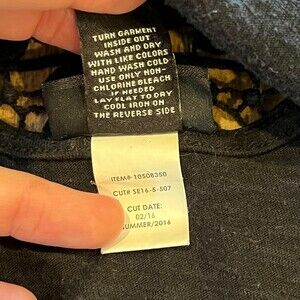 TURN GARMENT
INSIDE OUT
WASH AND DRY
WITH LIKE COLORS
HAND WASH COLD
USE ONLY NON-
CHLORINE BLEACH
IF NEEDED
LAY FLAT TO DRY
COOL IRON ON
THE REVERSE SIDE
ITEM# 10508350
CUT# SE16-S-507
CUT DATE:
02/16
SUMMER/2016